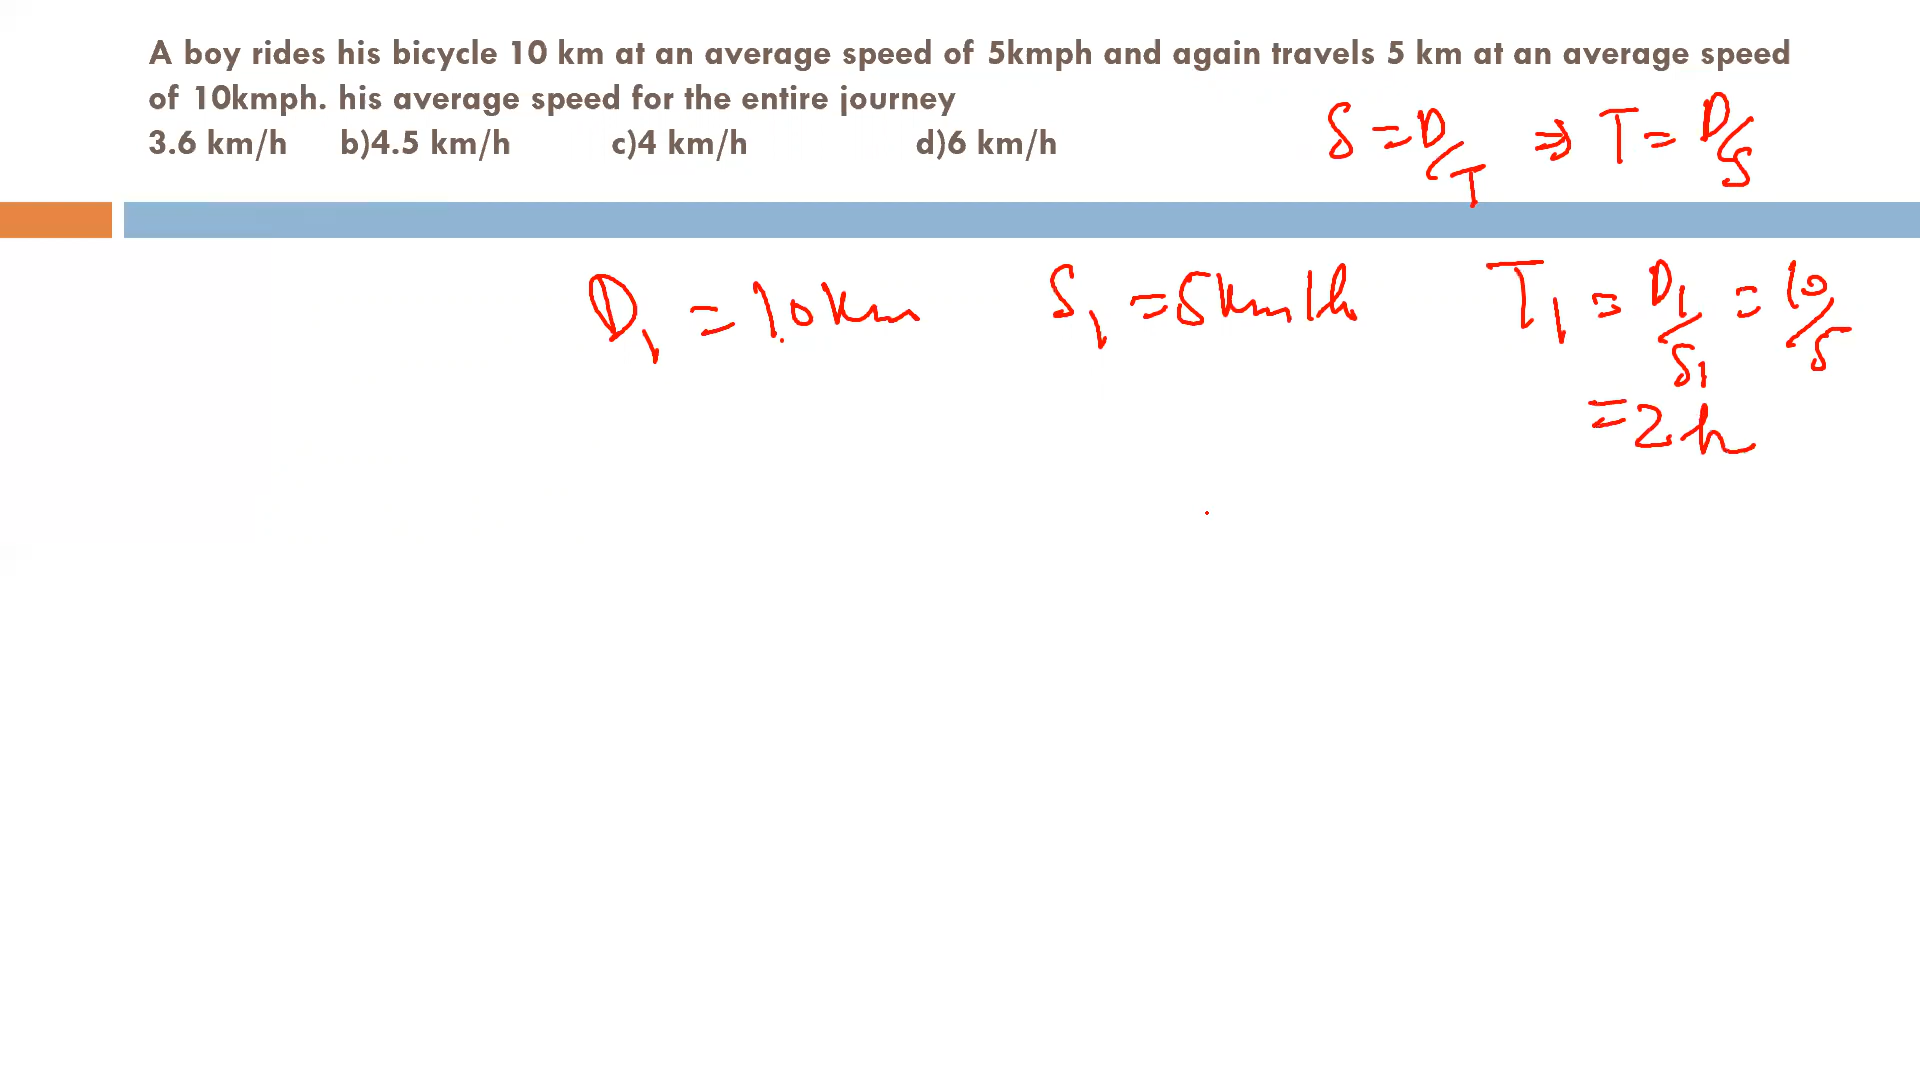 A boy rides his bicycle 10 km at an average speed of 5kmph and again travels 5 km at an average speed
of 10kmph. his average speed for the entire journey
3.6 km/h b)4.5 km/h c)4 km/h d)6 km/h
S = D/T ⇒ T = D/S
D1 = 10km S1 = 5km/h T1 = D1/S1 = 10/5
= 2h